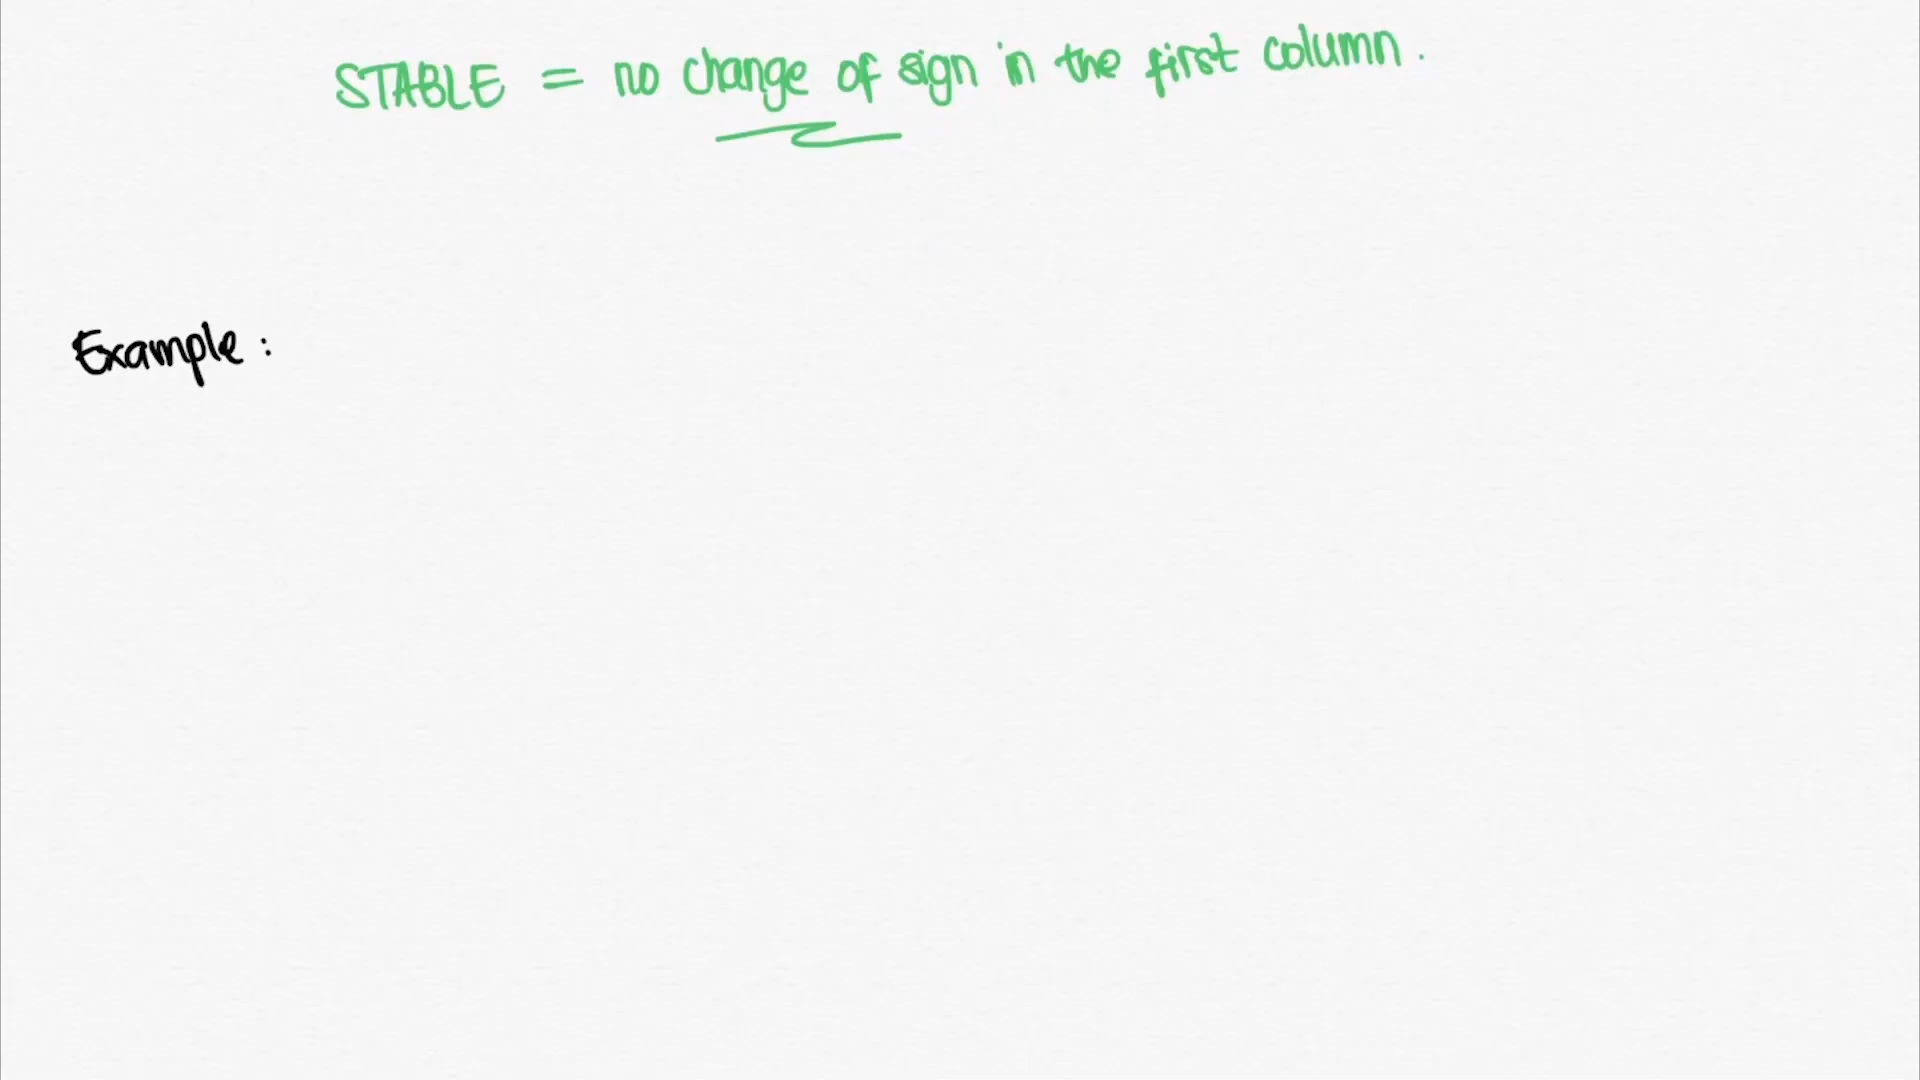 STABLE = no change of sign in the first column.
Example: